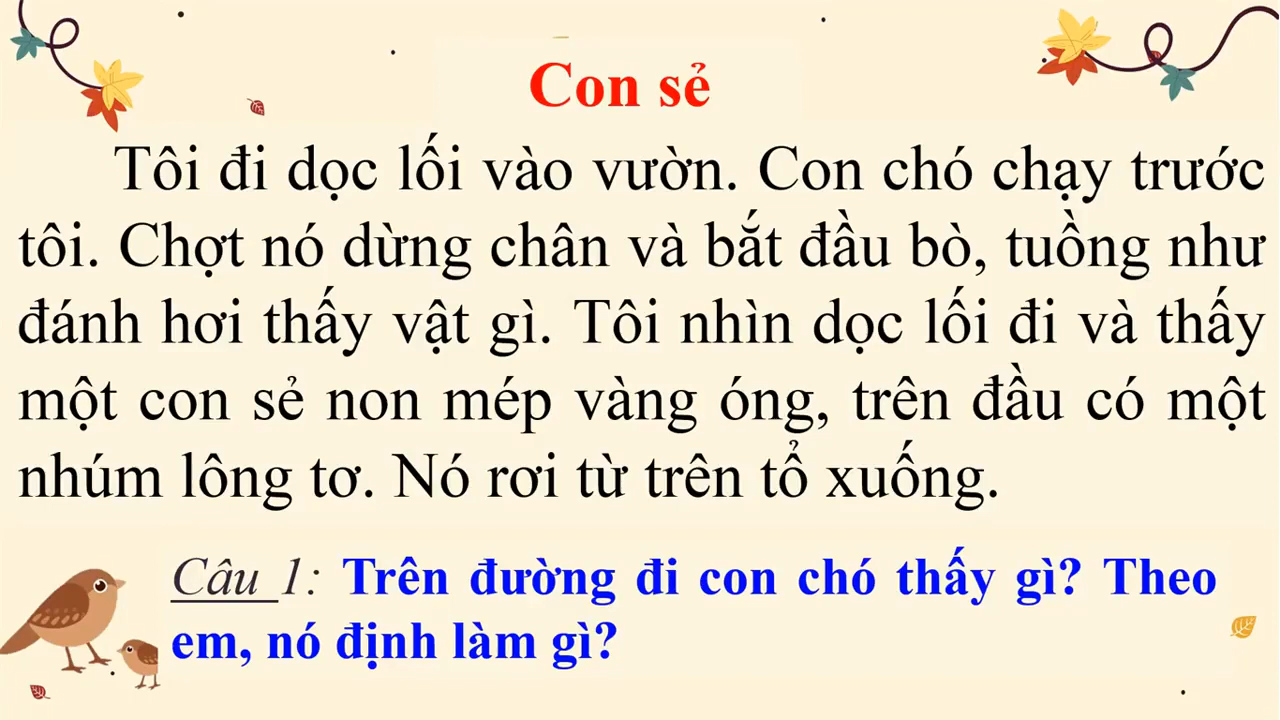 Con sẻ
Tôi đi dọc lối vào vườn. Con chó chạy trước
tôi. Chợt nó dừng chân và bắt đầu bò, tuồng như
đánh hơi thấy vật gì. Tôi nhìn dọc lối đi và thấy
một con sẻ non mép vàng óng, trên đầu có một
nhúm lông tơ. Nó rơi từ trên tổ xuống.
Câu 1: Trên đường đi con chó thấy gì? Theo
em, nó định làm gì?